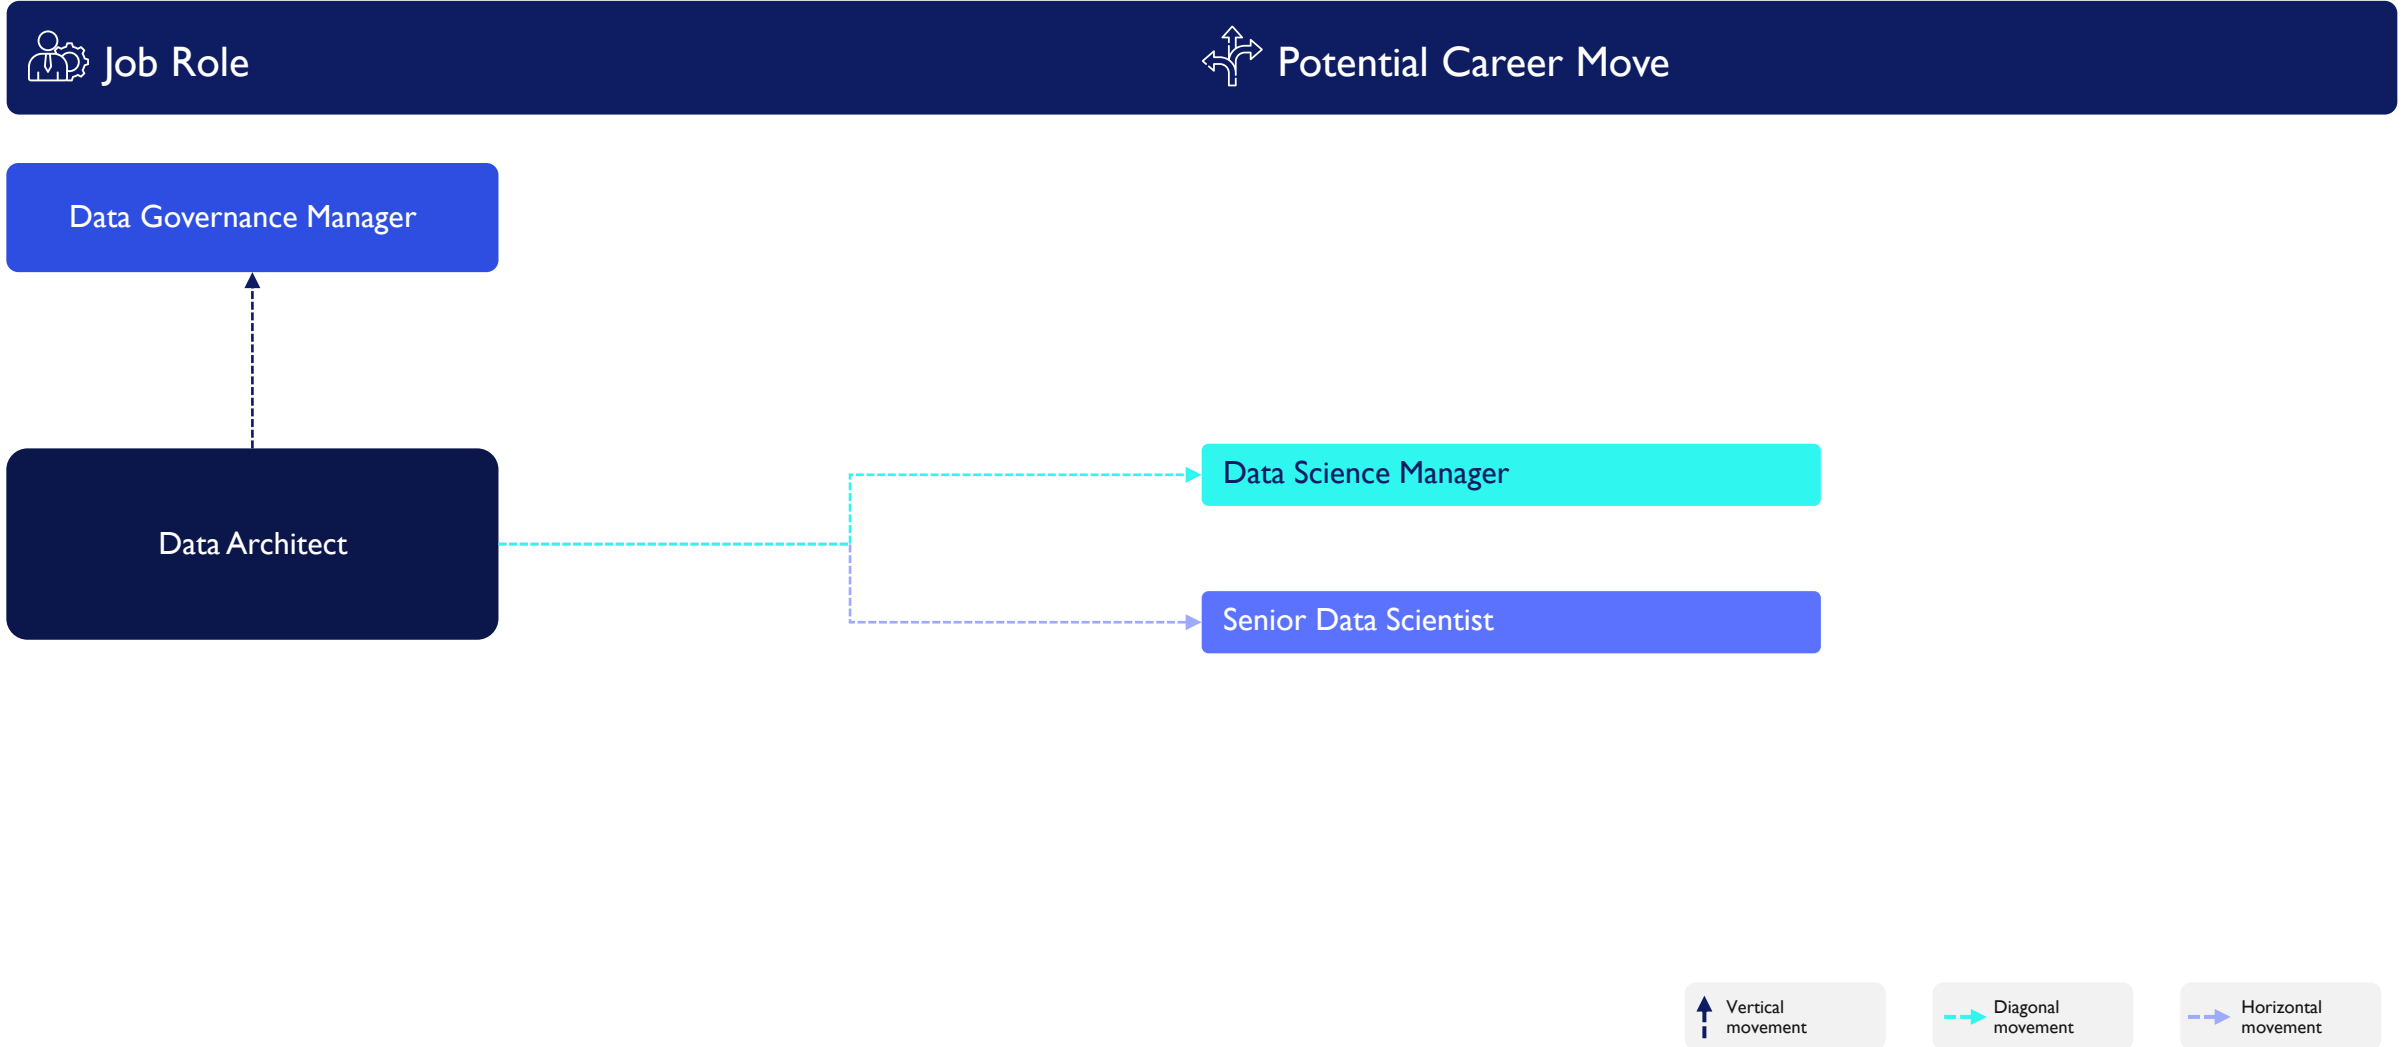 Job Role
Potential Career Move
Data Governance Manager
Data Science Manager
Data Architect
Senior Data Scientist
Vertical
movement
Diagonal
movement
Horizontal
movement